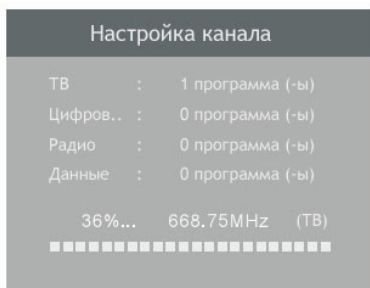 Настройка канала
ТВ : 1 программа (-ы)
Цифров.. : 0 программа (-ы)
Радио : 0 программа (-ы)
Данные : 0 программа (-ы)
36%... 668.75MHz (ТВ)